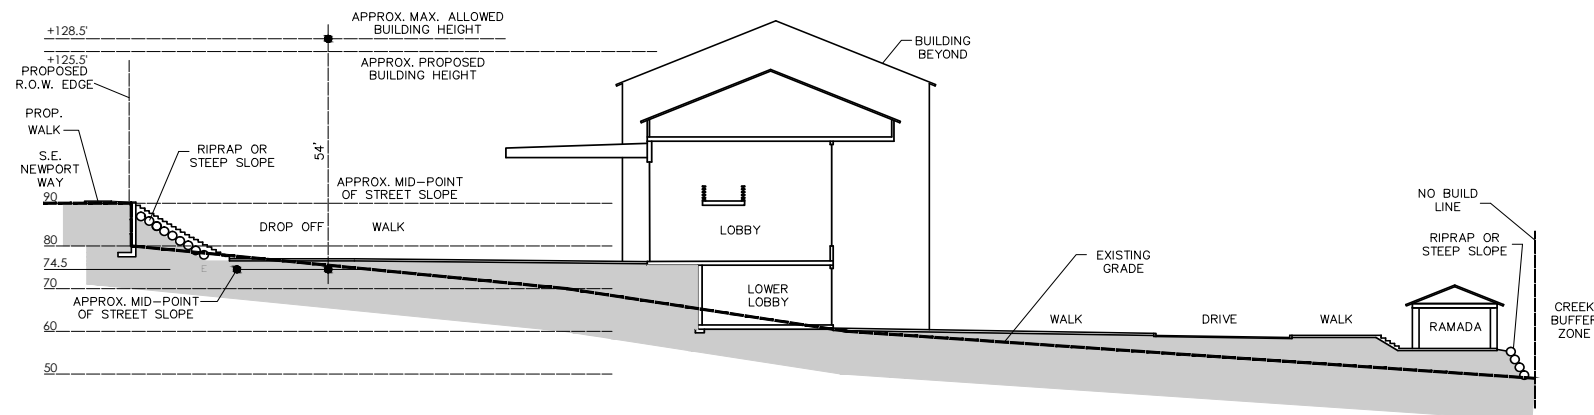 APPROX. MAX. ALLOWED
BUILDING HEIGHT
+128.5'
+125.5'
APPROX. PROPOSED
BUILDING HEIGHT
BUILDING
BEYOND
PROPOSED
R.O.W. EDGE
PROP.
WALK
S.E.
NEWPORT
WAY
RIPRAP OR
STEEP SLOPE
54'
APPROX. MID-POINT
OF STREET SLOPE
90
DROP OFF
WALK
80
74.5
70
APPROX. MID-POINT
OF STREET SLOPE
60
50
LOBBY
LOWER
LOBBY
EXISTING
GRADE
WALK
DRIVE
WALK
RAMADA
NO BUILD
LINE
RIPRAP OR
STEEP SLOPE
CREEK
BUFFER
ZONE